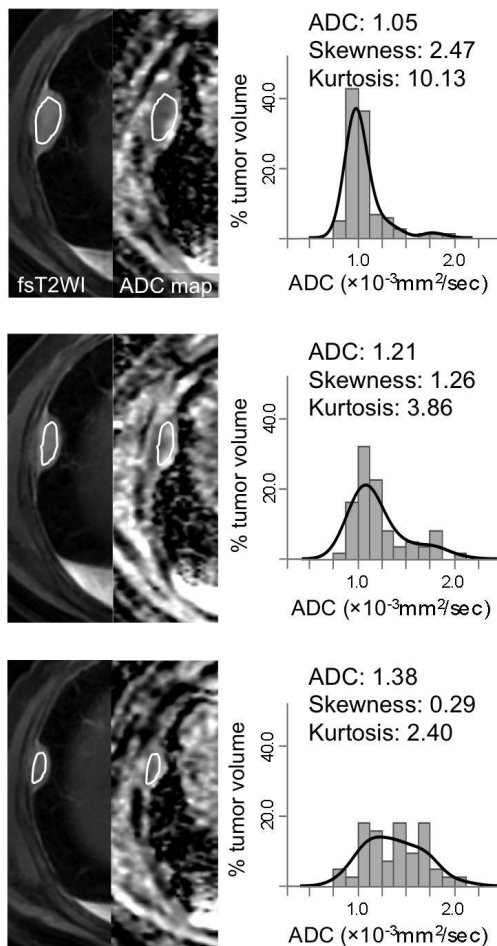 ADC: 1.05
Skewness: 2.47
Kurtosis: 10.13
% tumor volume
40.0
20.0
1.0 2.0
ADC (×10⁻³mm²/sec)
fsT2WI ADC map
ADC: 1.21
Skewness: 1.26
Kurtosis: 3.86
% tumor volume
40.0
20.0
1.0 2.0
ADC (×10⁻³mm²/sec)
ADC: 1.38
Skewness: 0.29
Kurtosis: 2.40
% tumor volume
40.0
20.0
1.0 2.0
ADC (×10⁻³mm²/sec)